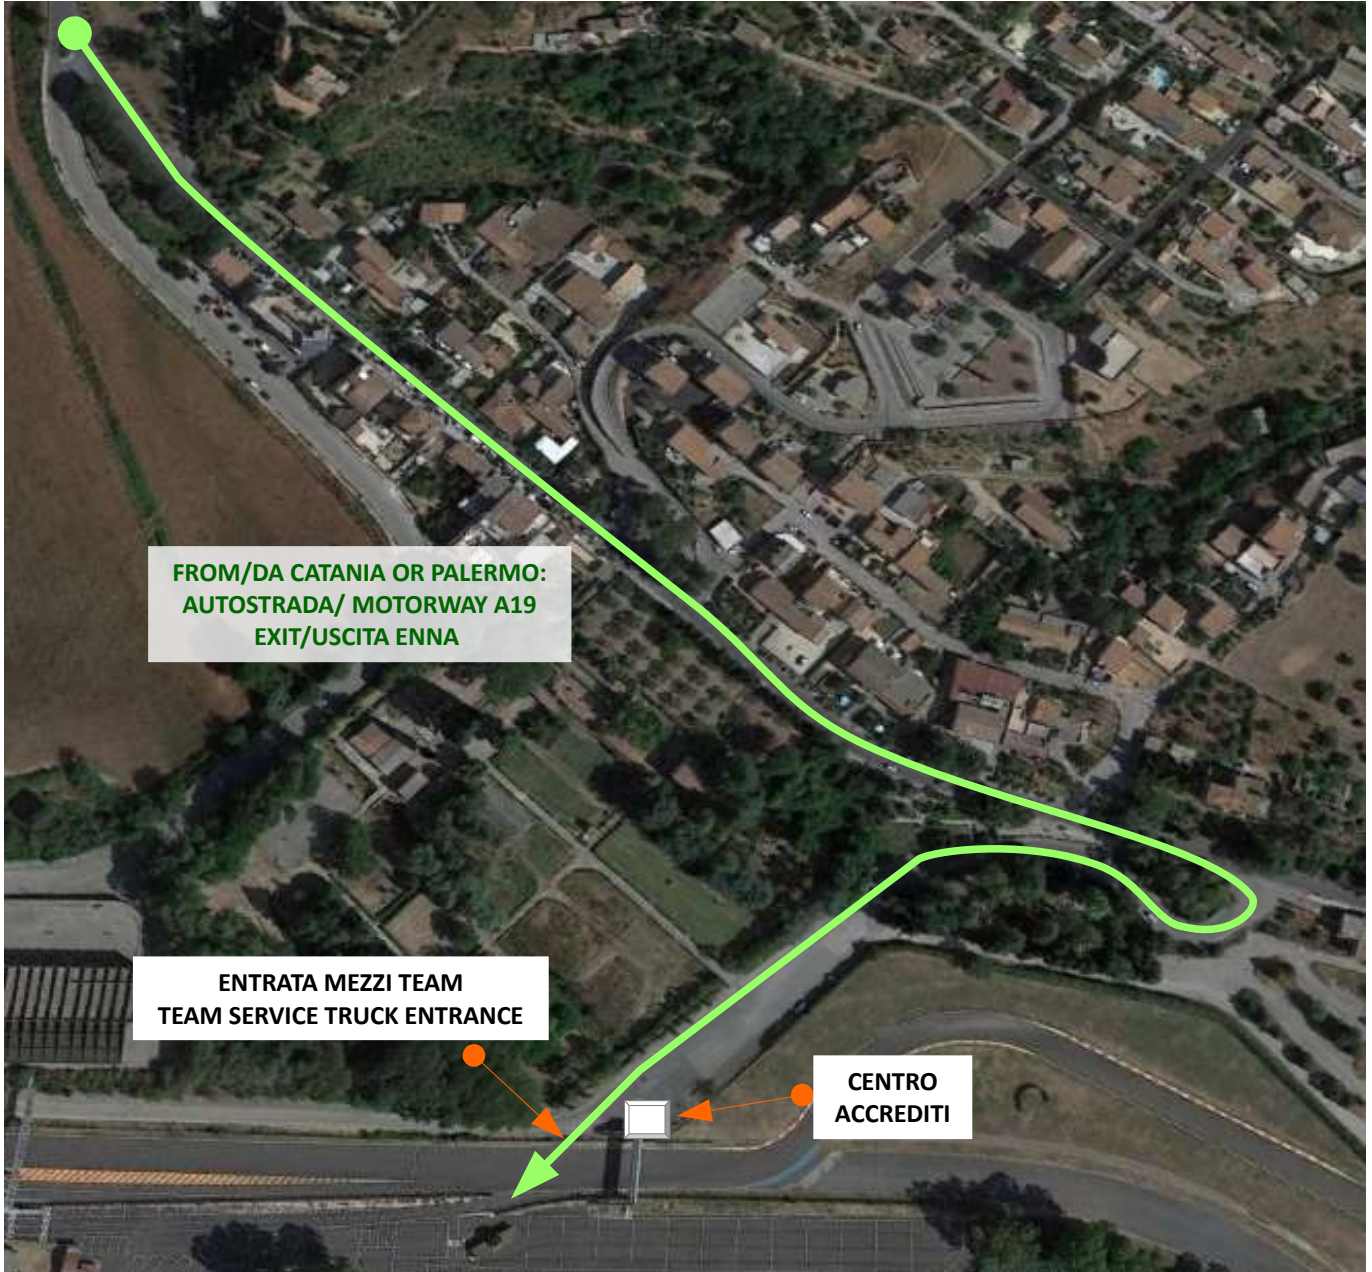 FROM/DA CATANIA OR PALERMO:
AUTOSTRADA/ MOTORWAY A19
EXIT/USCITA ENNA
ENTRATA MEZZI TEAM
TEAM SERVICE TRUCK ENTRANCE
CENTRO
ACCREDITI